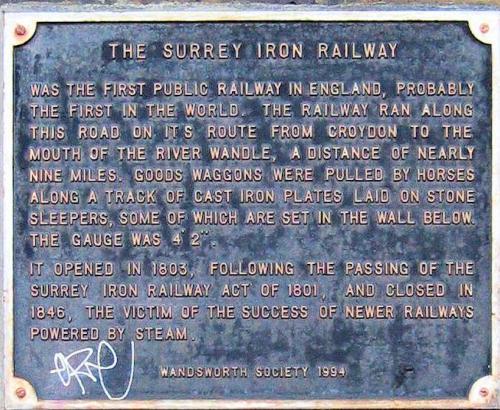 THE SURREY IRON RAILWAY
WAS THE FIRST PUBLIC RAILWAY IN ENGLAND, PROBABLY
THE FIRST IN THE WORLD. THE RAILWAY RAN ALONG
THIS ROAD ON IT'S ROUTE FROM CROYDON TO THE
MOUTH OF THE RIVER WANDLE, A DISTANCE OF NEARLY
NINE MILES. GOODS WAGGONS WERE PULLED BY HORSES
ALONG A TRACK OF CAST IRON PLATES LAID ON STONE
SLEEPERS, SOME OF WHICH ARE SET IN THE WALL BELOW.
THE GAUGE WAS 4' 2".
IT OPENED IN 1803, FOLLOWING THE PASSING OF THE
SURREY IRON RAILWAY ACT OF 1801, AND CLOSED IN
1846, THE VICTIM OF THE SUCCESS OF NEWER RAILWAYS
POWERED BY STEAM.
WANDSWORTH SOCIETY 1994